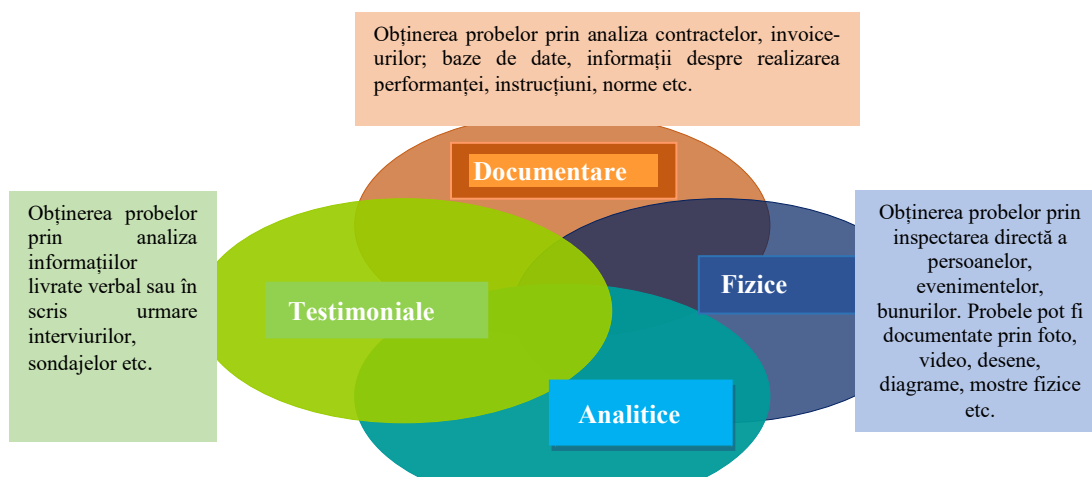 Obținerea probelor prin analiza contractelor, invoice-
urilor; baze de date, informații despre realizarea
performanței, instrucțiuni, norme etc.
Documentare
Obținerea probelor
prin analiza
informațiilor
livrate verbal sau în
scris urmare
interviurilor,
sondajelor etc.
Testimoniale
Fizice
Obținerea probelor prin
inspectarea directă a
persoanelor,
evenimentelor,
bunurilor. Probele pot fi
documentate prin foto,
video, desene,
diagrame, mostre fizice
etc.
Analitice